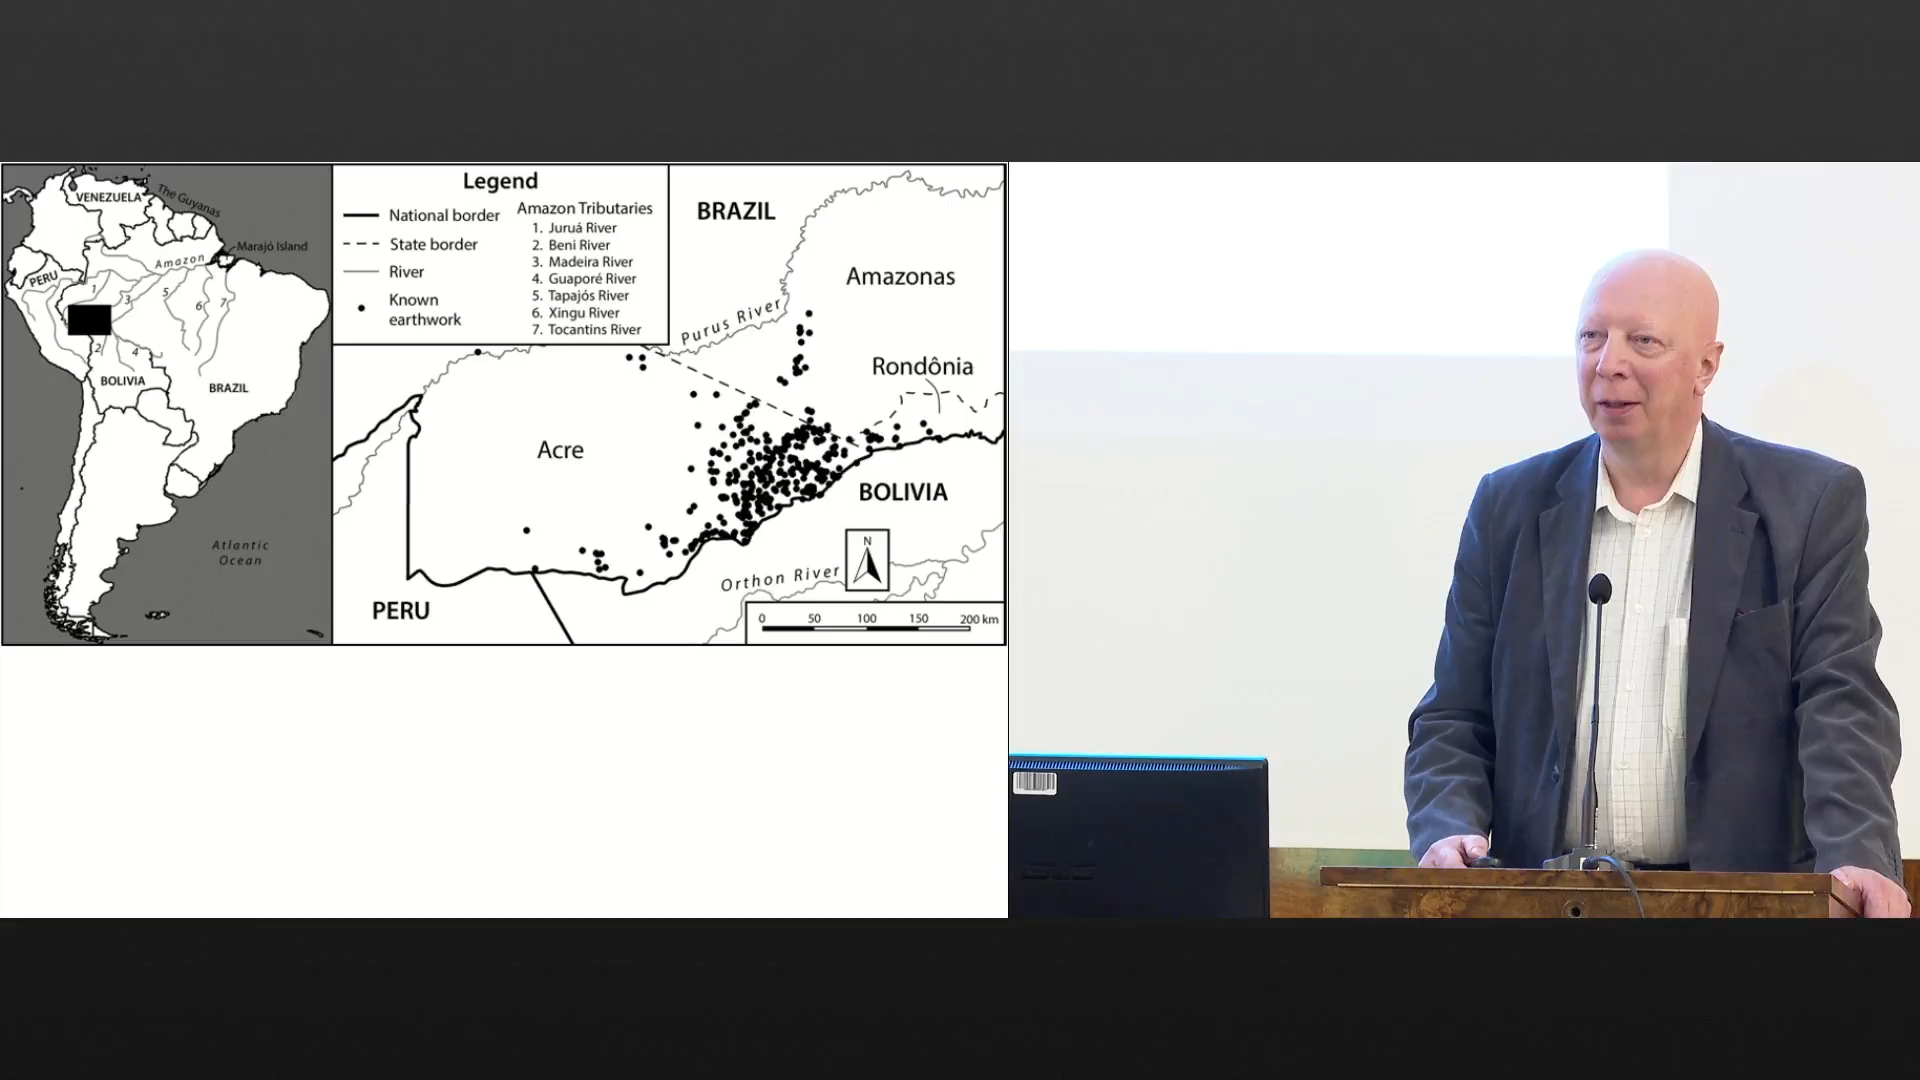 VENEZUELA
The Guyanas
Marajó Island
Amazon
PERU
1
3
5
6
7
2
4
BOLIVIA
BRAZIL
Atlantic
Ocean
Legend
National border
State border
River
Known
earthwork
Amazon Tributaries
1. Juruá River
2. Beni River
3. Madeira River
4. Guaporé River
5. Tapajós River
6. Xingu River
7. Tocantins River
BRAZIL
Amazonas
Purus River
Rondônia
Acre
BOLIVIA
N
Orthon River
PERU
0 50 100 150 200 km